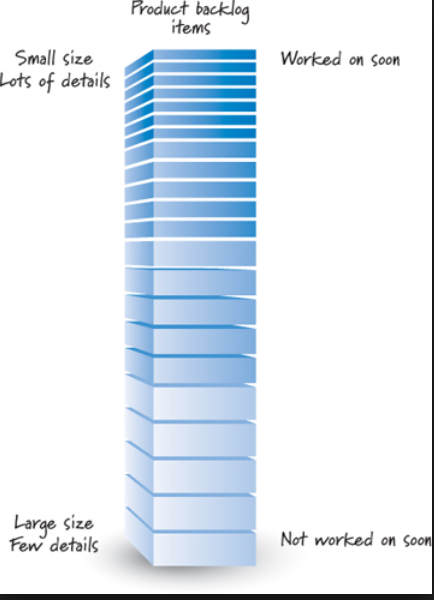 Product backlog
items
Small size
Lots of details
Worked on soon
Large size
Few details
Not worked on soon